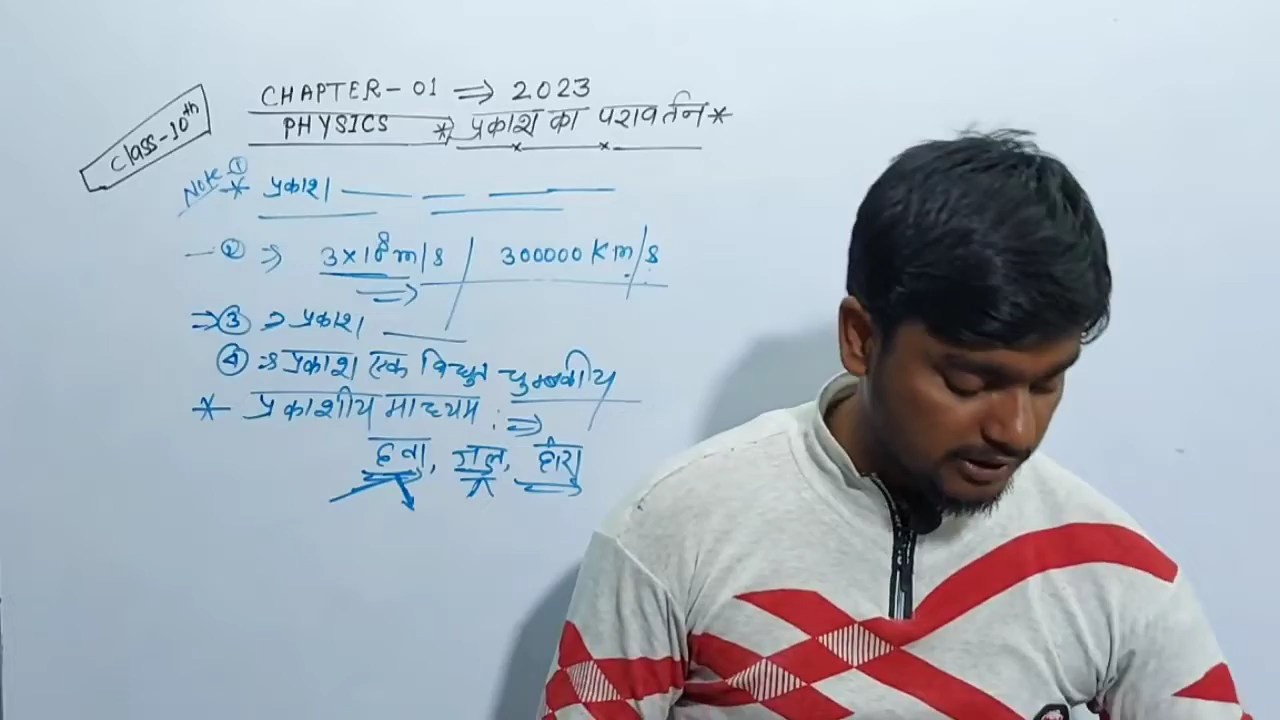 Class-10th
CHAPTER-01 ⇒ 2023
PHYSICS * प्रकाश का परावर्तन *
Note ① * प्रकाश
② ⇒ 3×10⁸m/s | 300000 Km/s
⇒ ③ ⇒ प्रकाश
④ ⇒ प्रकाश एक विधुत चुम्बकीय
* प्रकाशीय माध्यम : ⇒
हवा, जल, हीरा